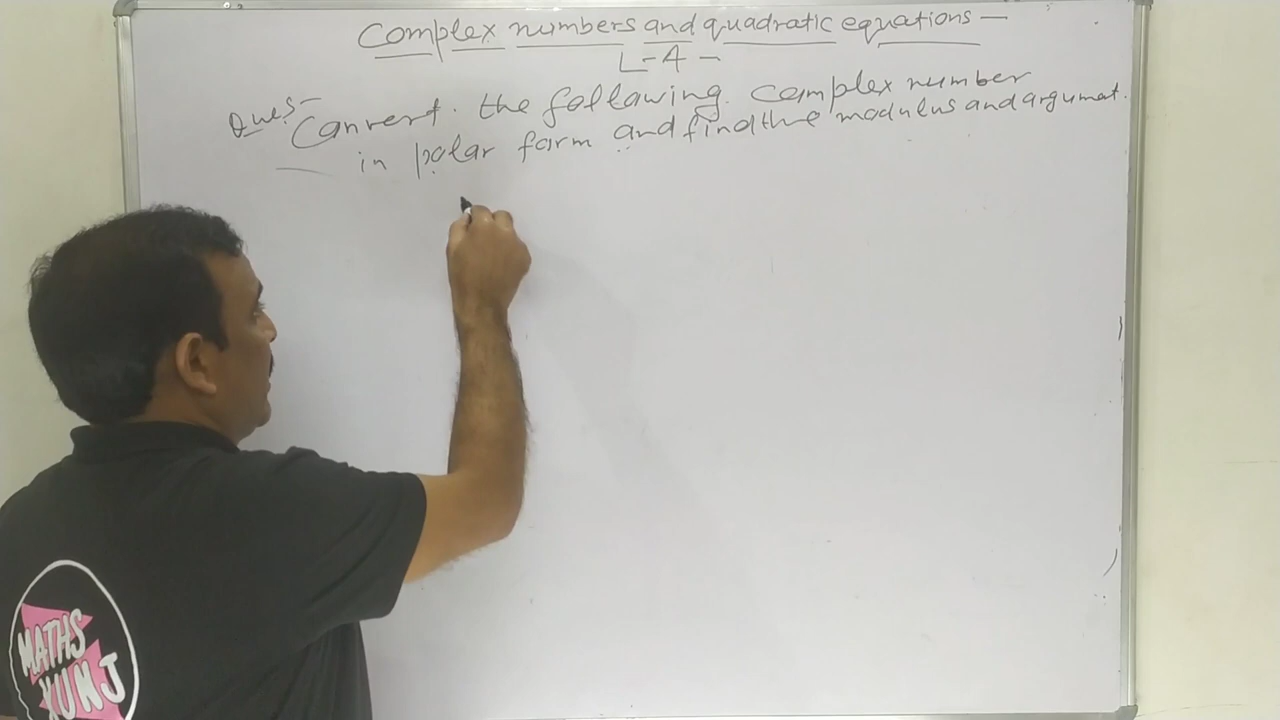 Complex numbers and quadratic equations -
L-4 -
Ques- Convert. the following complex number
in polar form and find the modulus and argumat.
MATHS
KUNJ